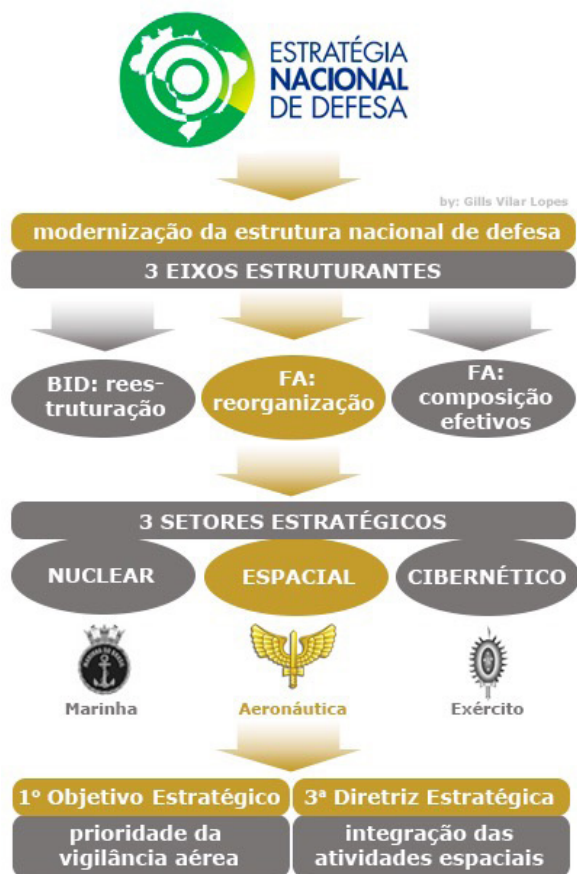 ESTRATÉGIA
NACIONAL
DE DEFESA
by: Gills Vilar Lopes
modernização da estrutura nacional de defesa
3 EIXOS ESTRUTURANTES
BID: rees-
truturação
FA:
reorganização
FA:
composição
efetivos
3 SETORES ESTRATÉGICOS
NUCLEAR
ESPACIAL
CIBERNÉTICO
Marinha
Aeronáutica
Exército
1º Objetivo Estratégico
3ª Diretriz Estratégica
prioridade da
vigilância aérea
integração das
atividades espaciais